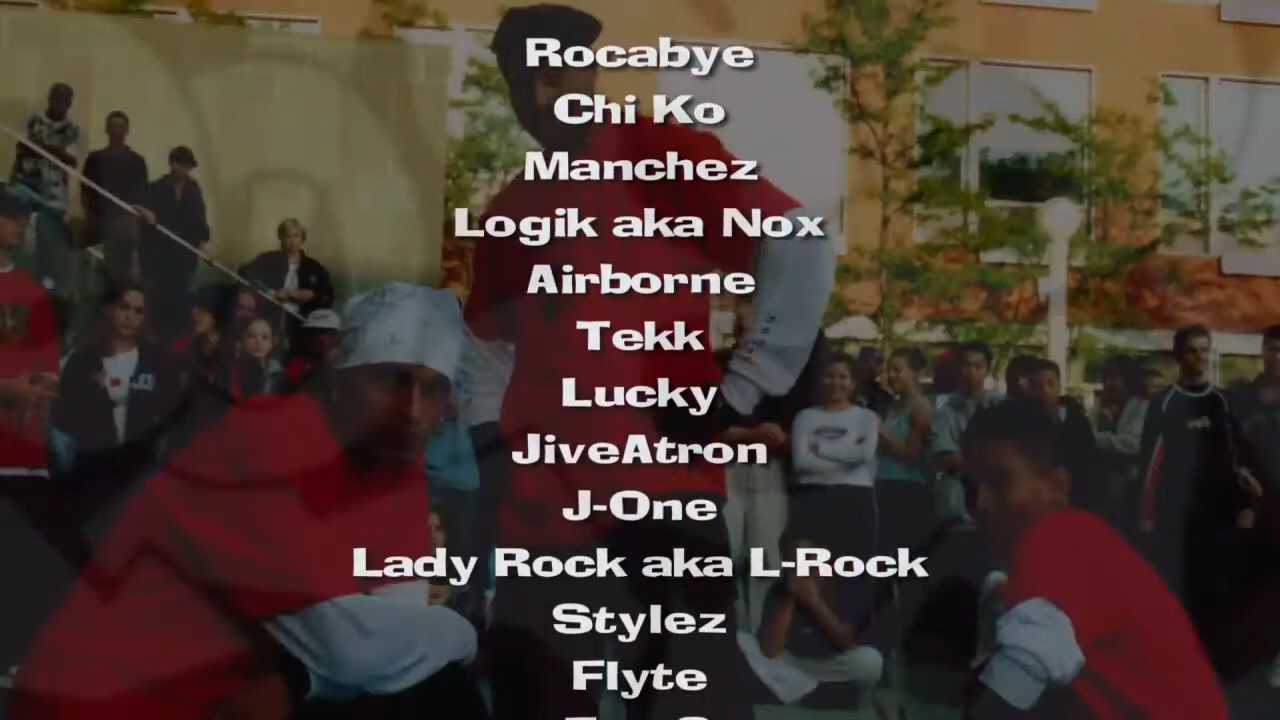 Rocabye
Chi Ko
Manchez
Logik aka Nox
Airborne
Tekk
Lucky
JiveAtron
J-One
Lady Rock aka L-Rock
Stylez
Flyte